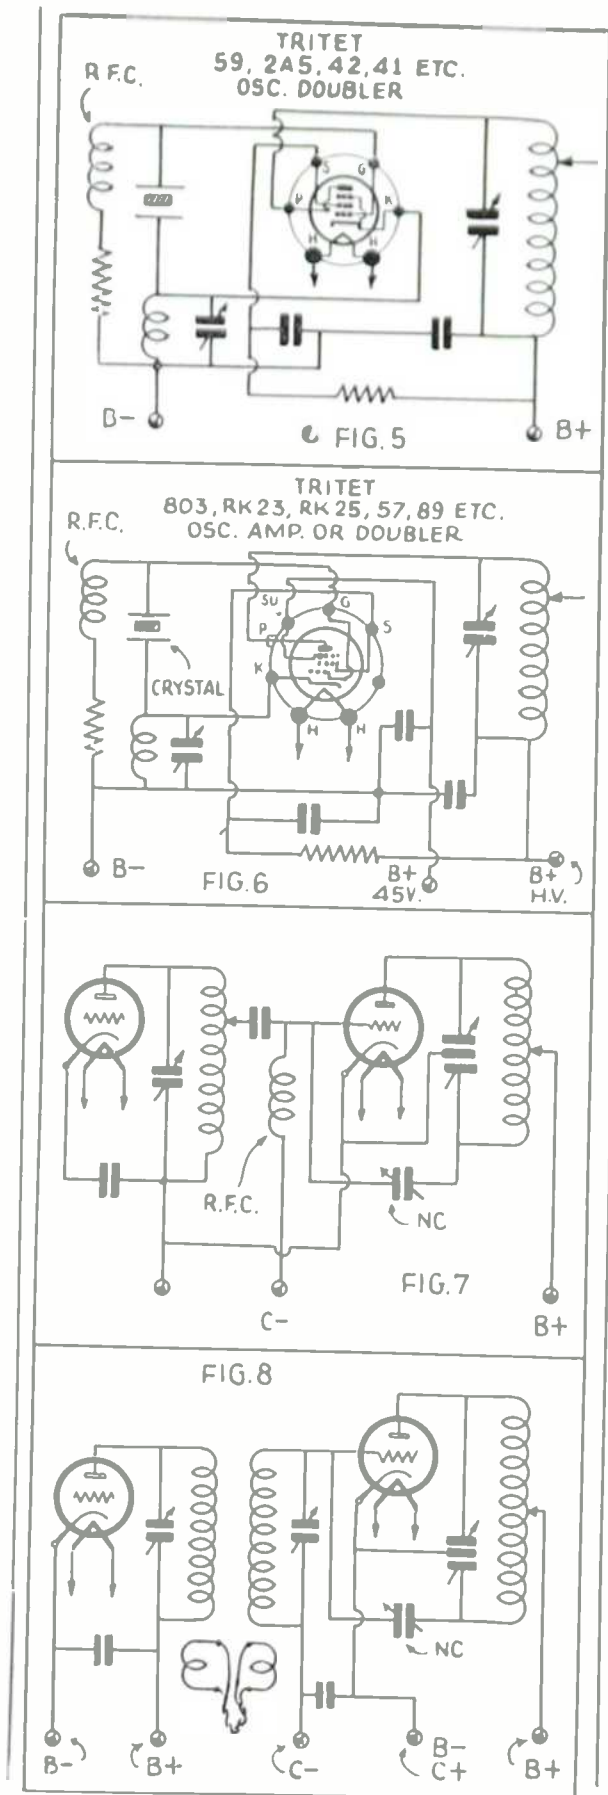 TRITET
59, 2A5, 42, 41 ETC.
OSC. DOUBLER
R.F.C.
S G
P K
H H
B-
FIG. 5
B+
TRITET
803, RK23, RK25, 57, 89 ETC.
OSC. AMP. OR DOUBLER
R.F.C.
SU G
P S
K
CRYSTAL
H H
B-
FIG.6
B+
45V.
B+
H.V.
R.F.C.
NC
C-
FIG.7
B+
FIG.8
NC
B-
B+
C-
B-
C+
B+